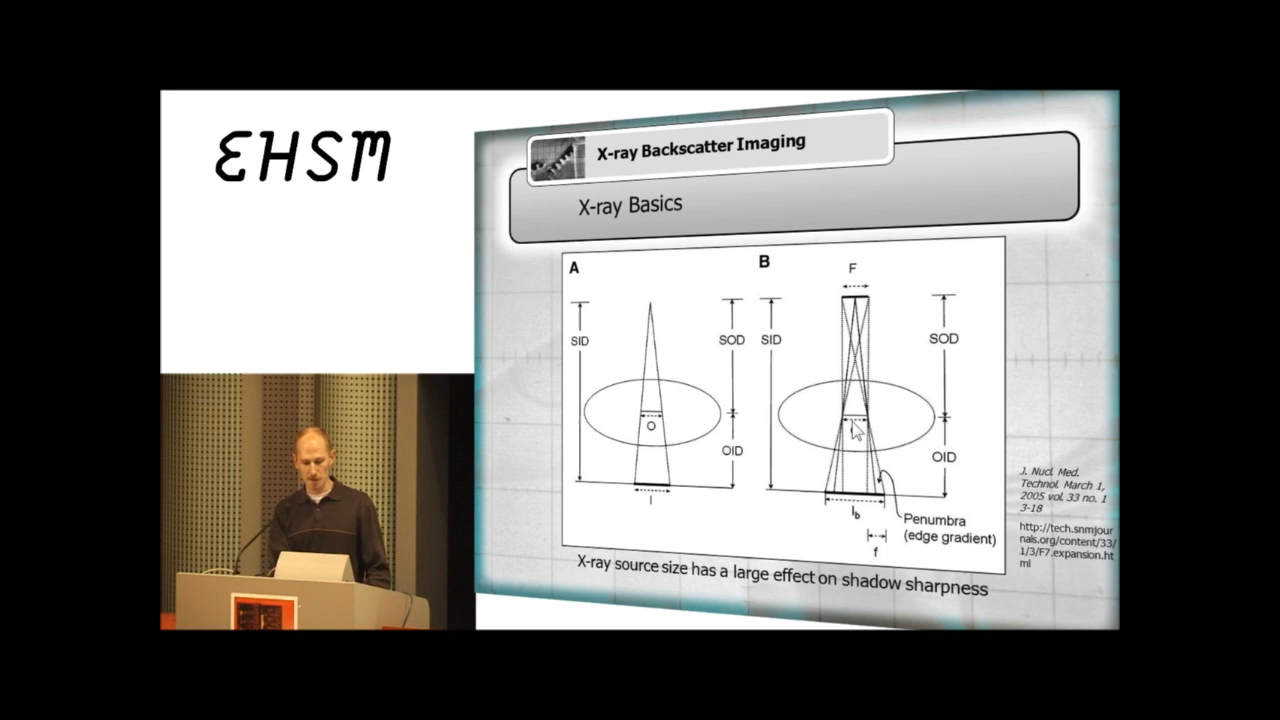 EHSM
X-ray Backscatter Imaging
X-ray Basics
A
B
F
SID
SOD
SID
SOD
O
OID
OID
I
Ib
Penumbra
(edge gradient)
f
X-ray source size has a large effect on shadow sharpness
J. Nucl. Med.
Technol. March 1,
2005 vol. 33 no. 1
3-18
http://tech.snmjour
nals.org/content/33/
1/3/F7.expansion.ht
ml